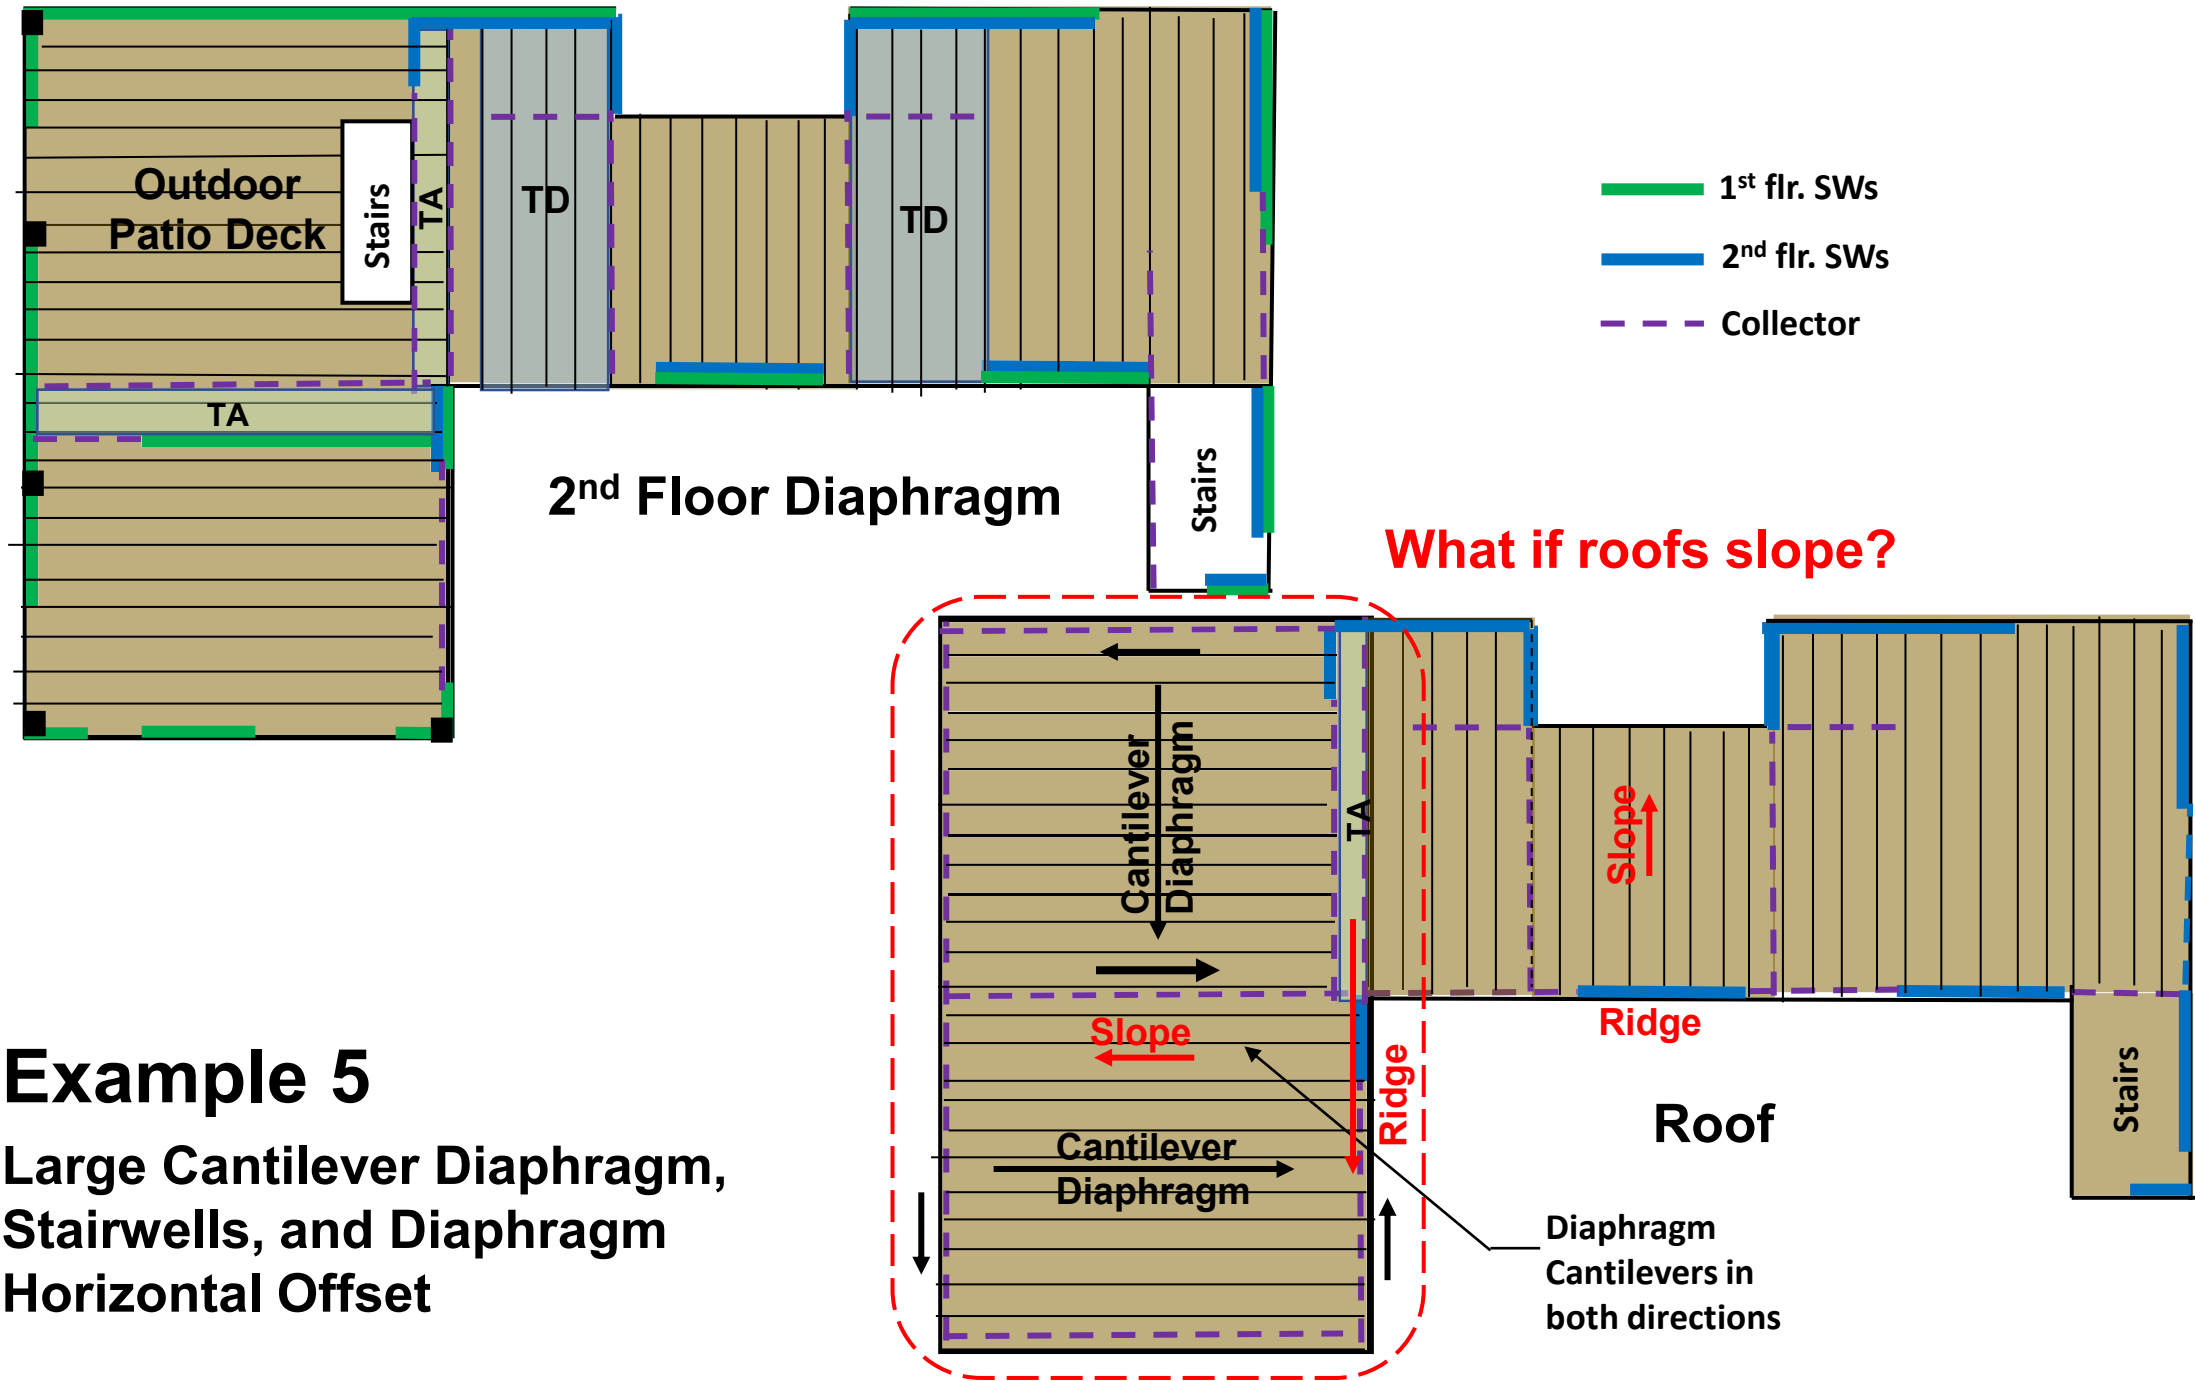 Outdoor
Patio Deck
Stairs
TA
TD
TD
TA
1st flr. SWs
2nd flr. SWs
Collector
2nd Floor Diaphragm
Stairs
What if roofs slope?
Cantilever
Diaphragm
TA
Slope
Slope
Ridge
Ridge
Cantilever
Diaphragm
Roof
Stairs
Diaphragm
Cantilevers in
both directions
Example 5
Large Cantilever Diaphragm,
Stairwells, and Diaphragm
Horizontal Offset